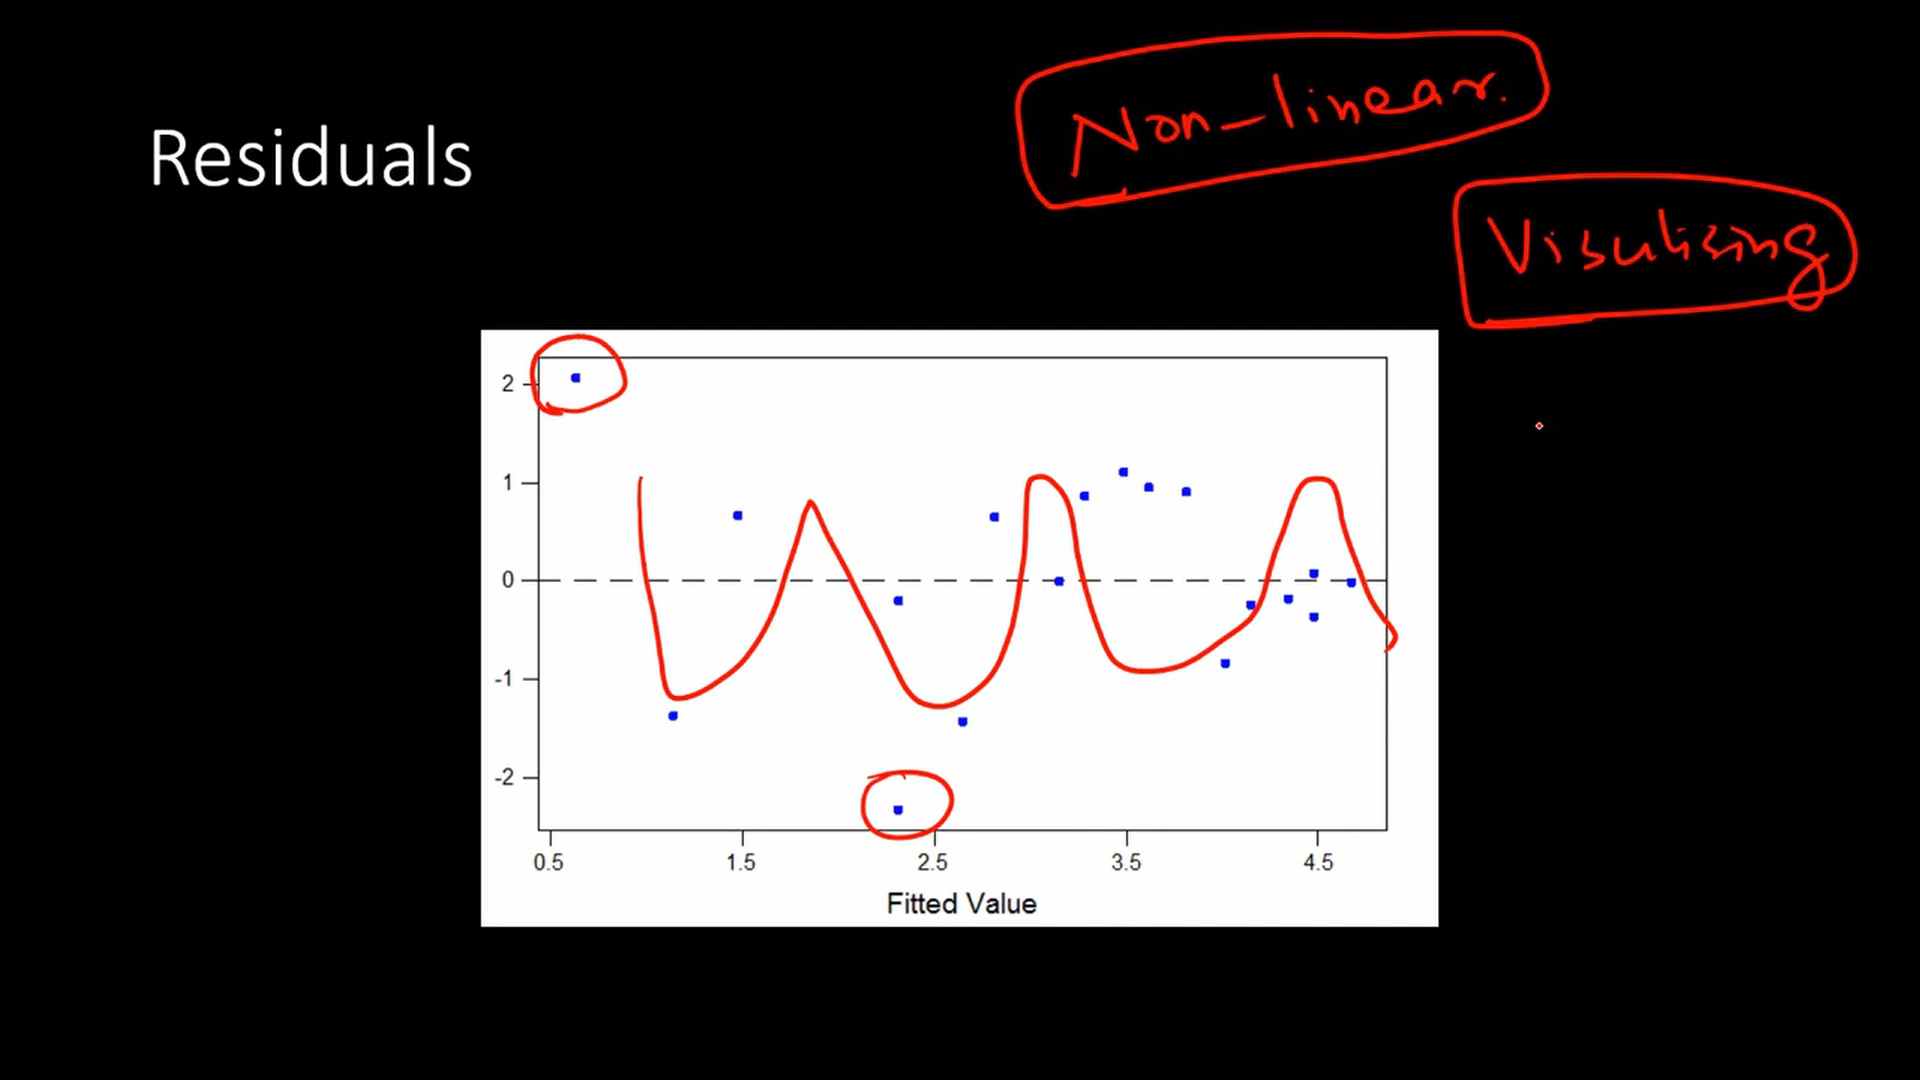 Residuals
Non-linear.
Visulising
2
1
0
-1
-2
0.5 1.5 2.5 3.5 4.5
Fitted Value